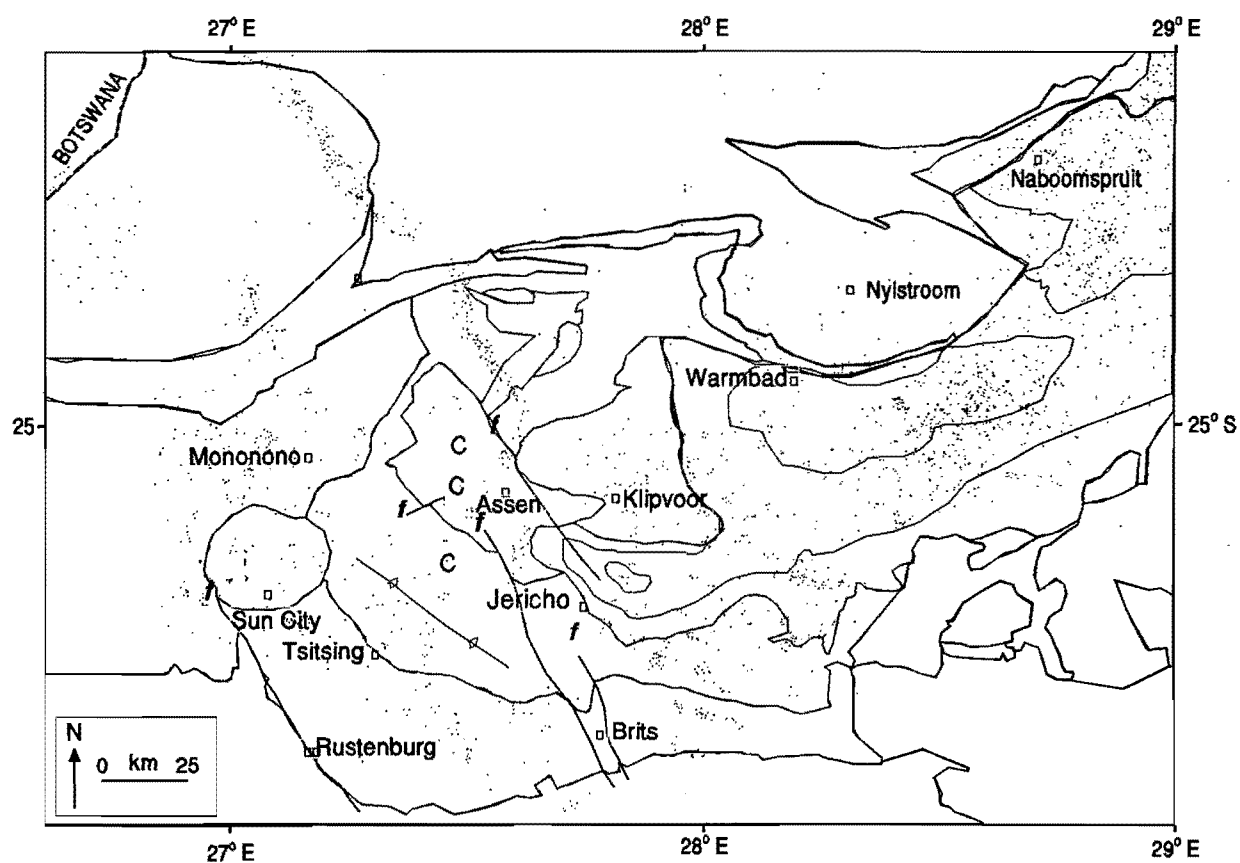 27° E 28° E 29° E
BOTSWANA
Naboomspruit
Nylstroom
Warmbad
25 25° S
f
C
Mononono
C
Assen Klipvoor
f f
C
f
Jericho
Sun City
f
Tsitsing
N
Brits
0 km 25
Rustenburg
27° E 28° E 29° E